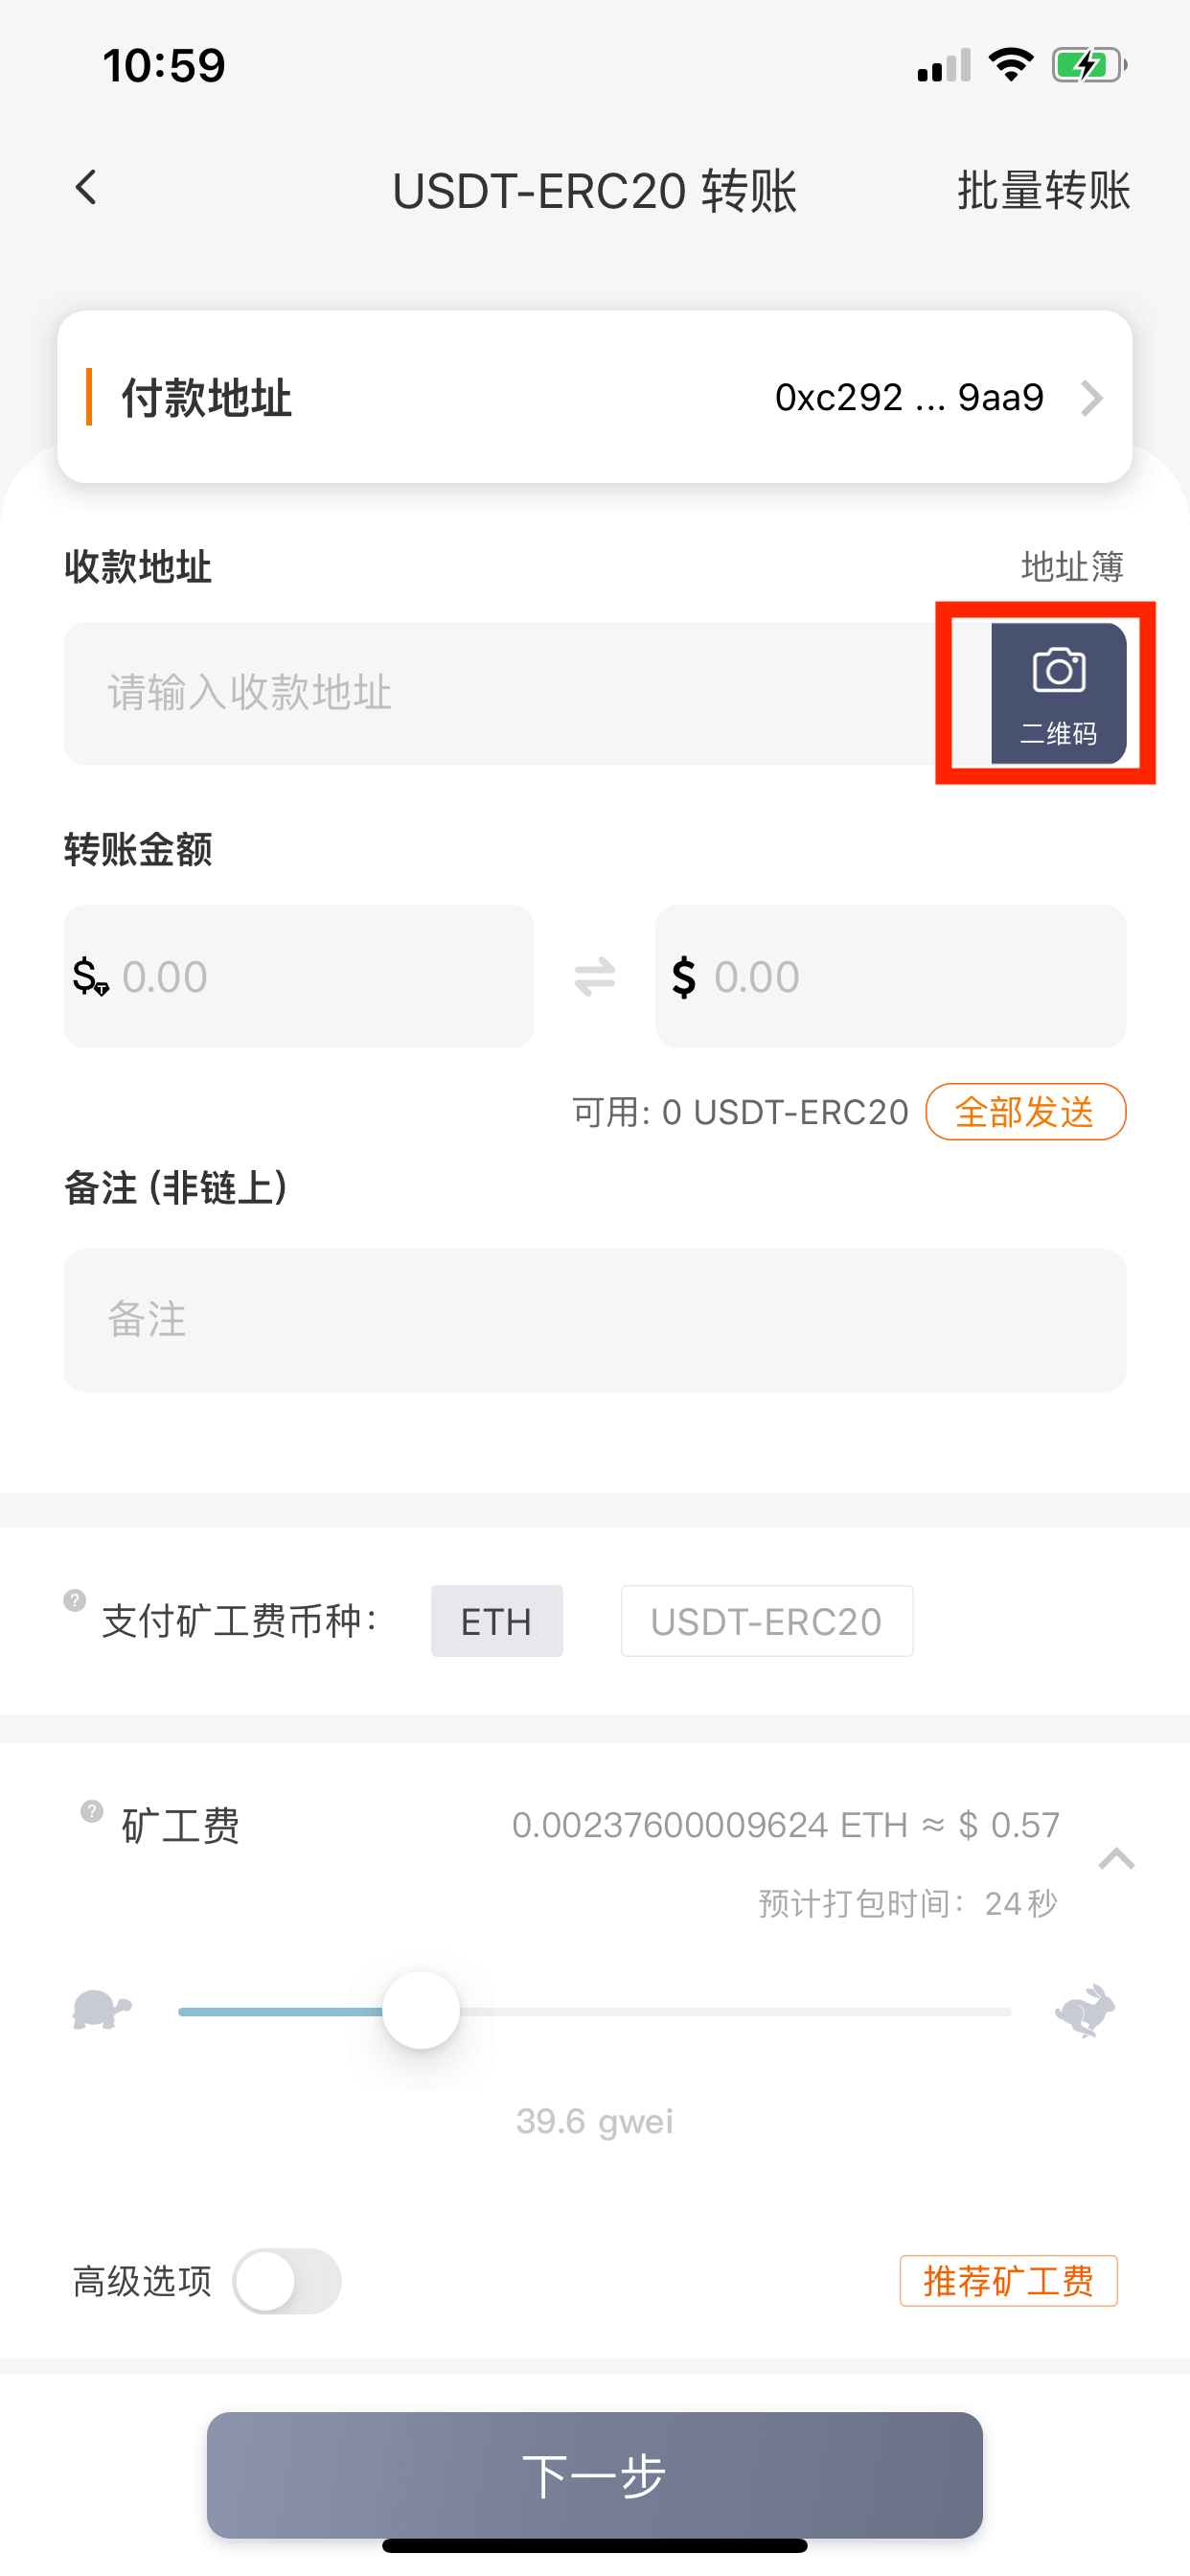 10:59
USDT-ERC20 转账
批量转账
付款地址
0xc292 ... 9aa9
收款地址
地址簿
请输入收款地址
二维码
转账金额
0.00
$ 0.00
可用: 0 USDT-ERC20
全部发送
备注 (非链上)
备注
支付矿工费币种：
ETH
USDT-ERC20
矿工费
0.00237600009624 ETH ≈ $ 0.57
预计打包时间：24秒
39.6 gwei
高级选项
推荐矿工费
下一步